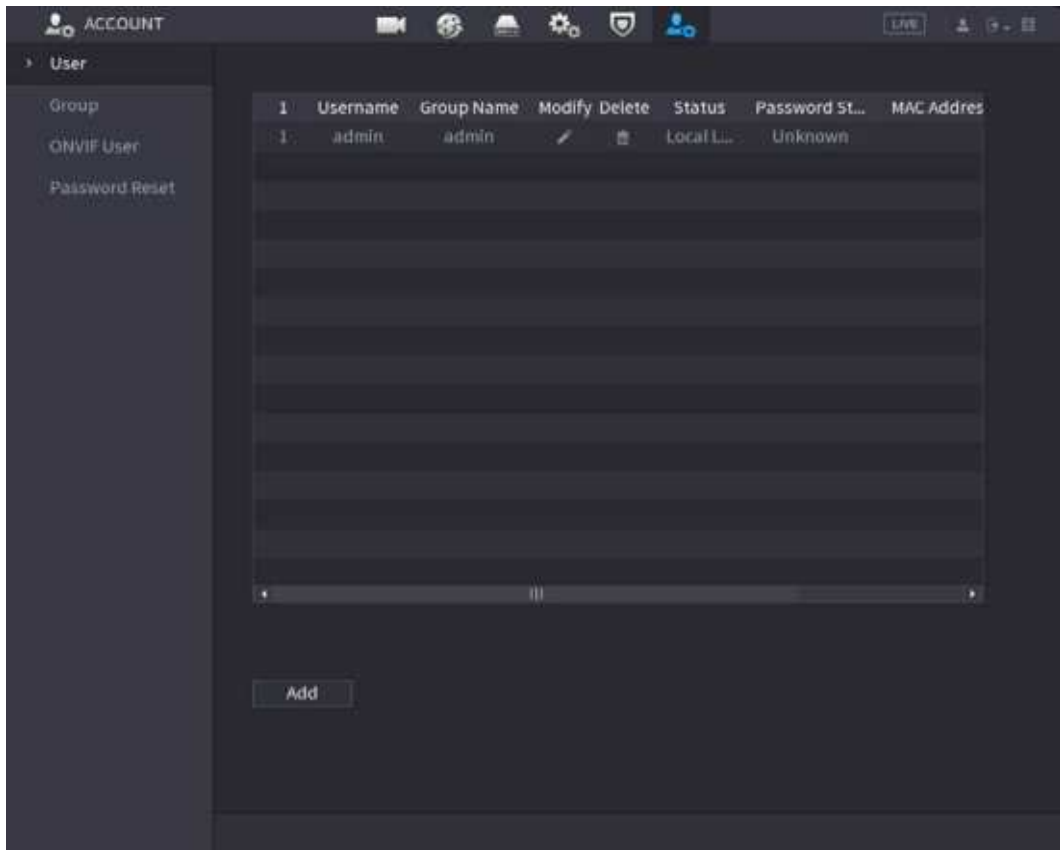 ACCOUNT LIVE
User
Group
ONVIF User
Password Reset
1 Username Group Name Modify Delete Status Password St... MAC Addres
1 admin admin Local L... Unknown
Add